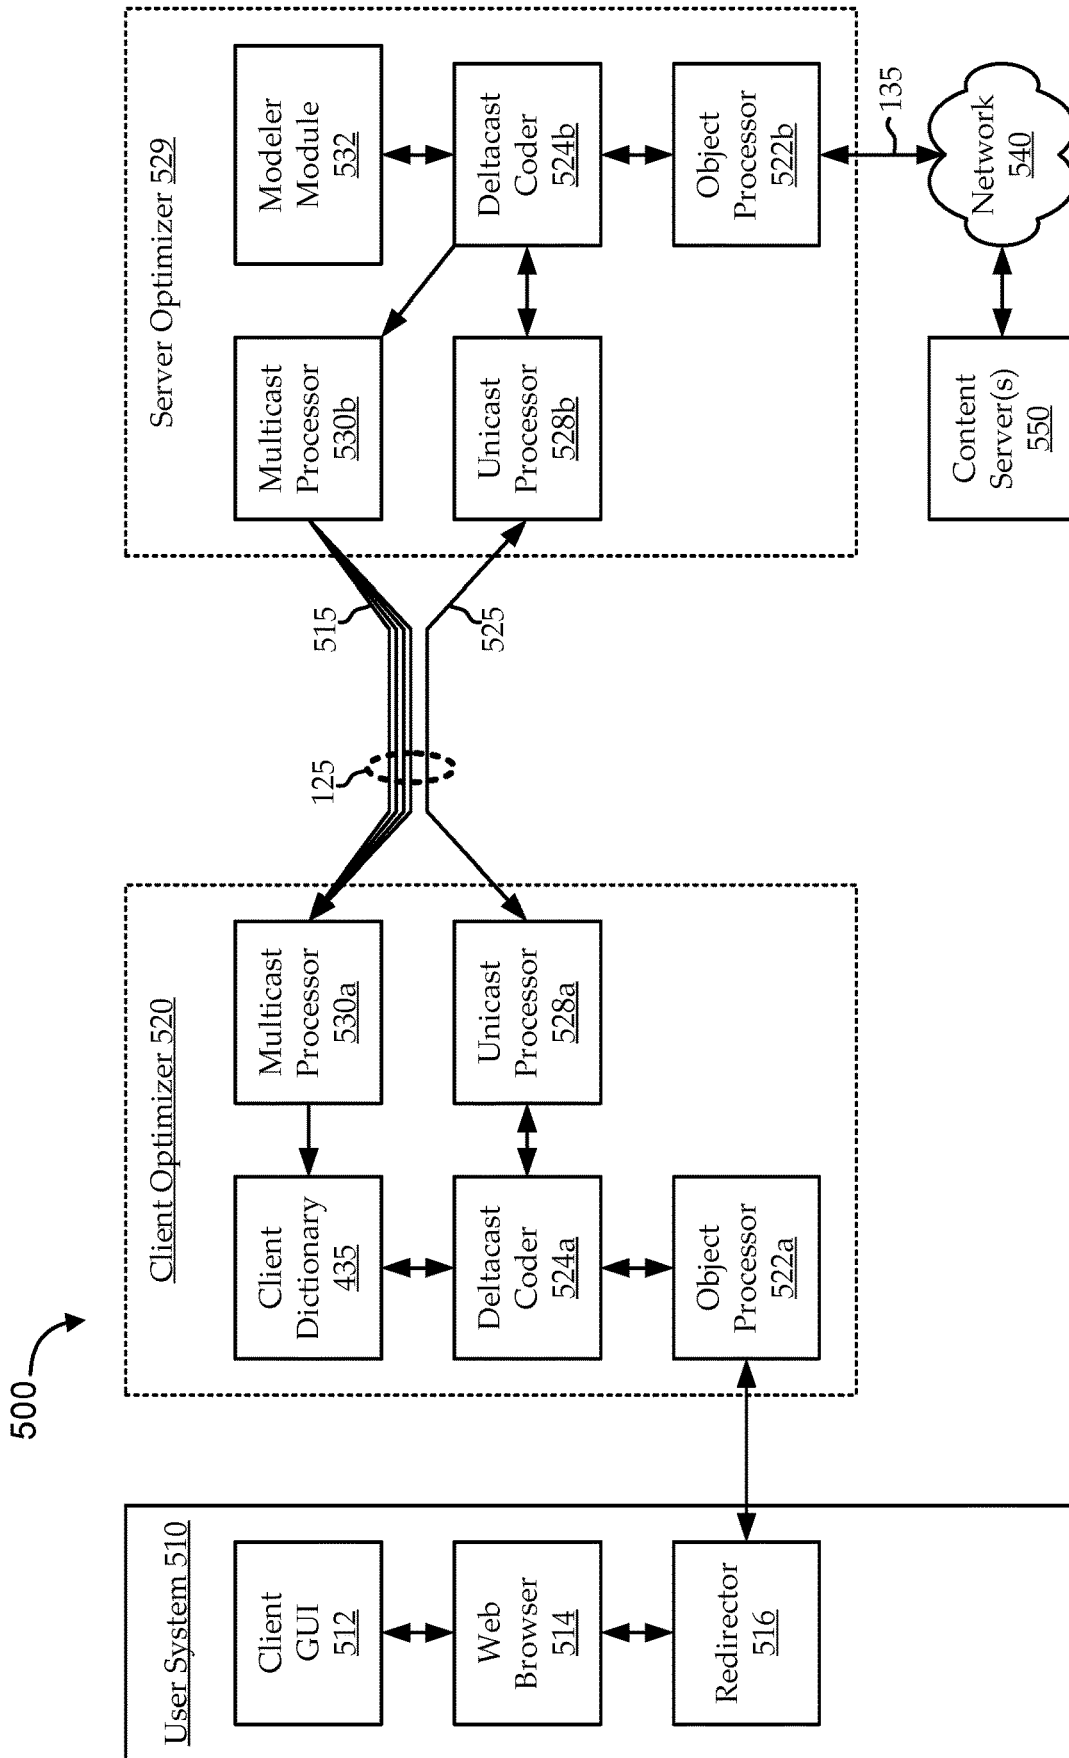 500
User System 510
Client
GUI
512
Web
Browser
514
Redirector
516
Client Optimizer 520
Client
Dictionary
435
Deltacast
Coder
524a
Object
Processor
522a
Multicast
Processor
530a
Unicast
Processor
528a
125
515
525
Server Optimizer 529
Multicast
Processor
530b
Unicast
Processor
528b
Modeler
Module
532
Deltacast
Coder
524b
Object
Processor
522b
135
Network
540
Content
Server(s)
550